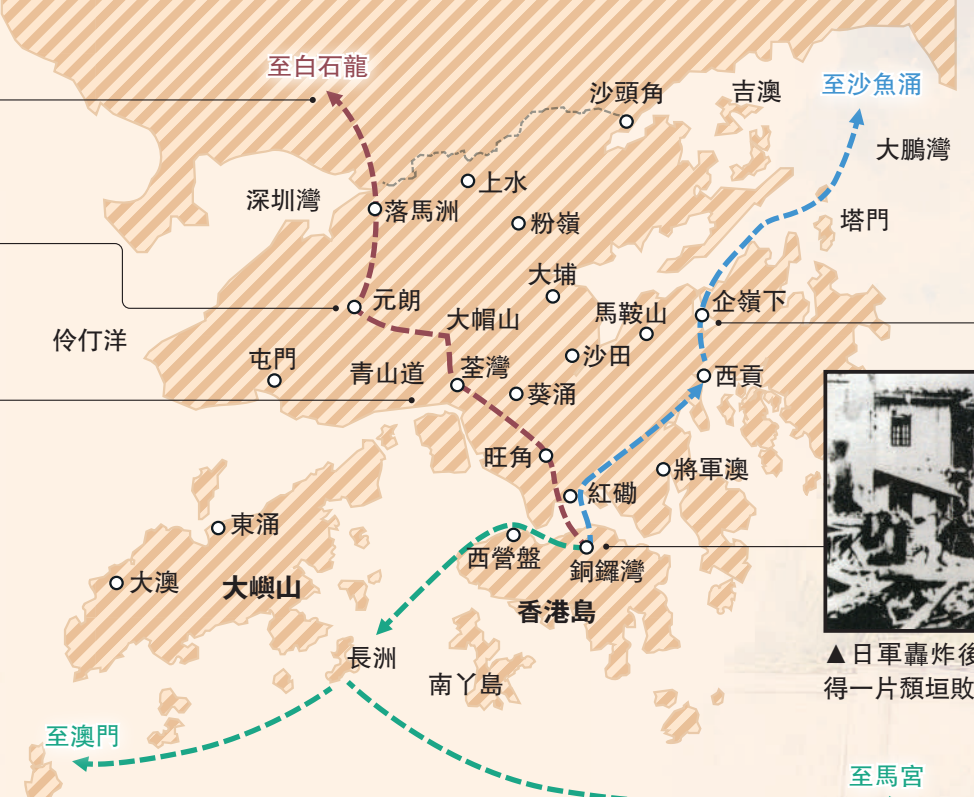 至白石龍
沙頭角
吉澳
至沙魚涌
大鵬灣
深圳灣
上水
落馬洲
粉嶺
塔門
大埔
元朗
大帽山
馬鞍山
企嶺下
伶仃洋
屯門
青山道
荃灣
沙田
西貢
葵涌
旺角
將軍澳
紅磡
東涌
西營盤
銅鑼灣
大澳
大嶼山
香港島
長洲
南丫島
▲日軍轟炸後
得一片頹垣敗
至澳門
至馬宮